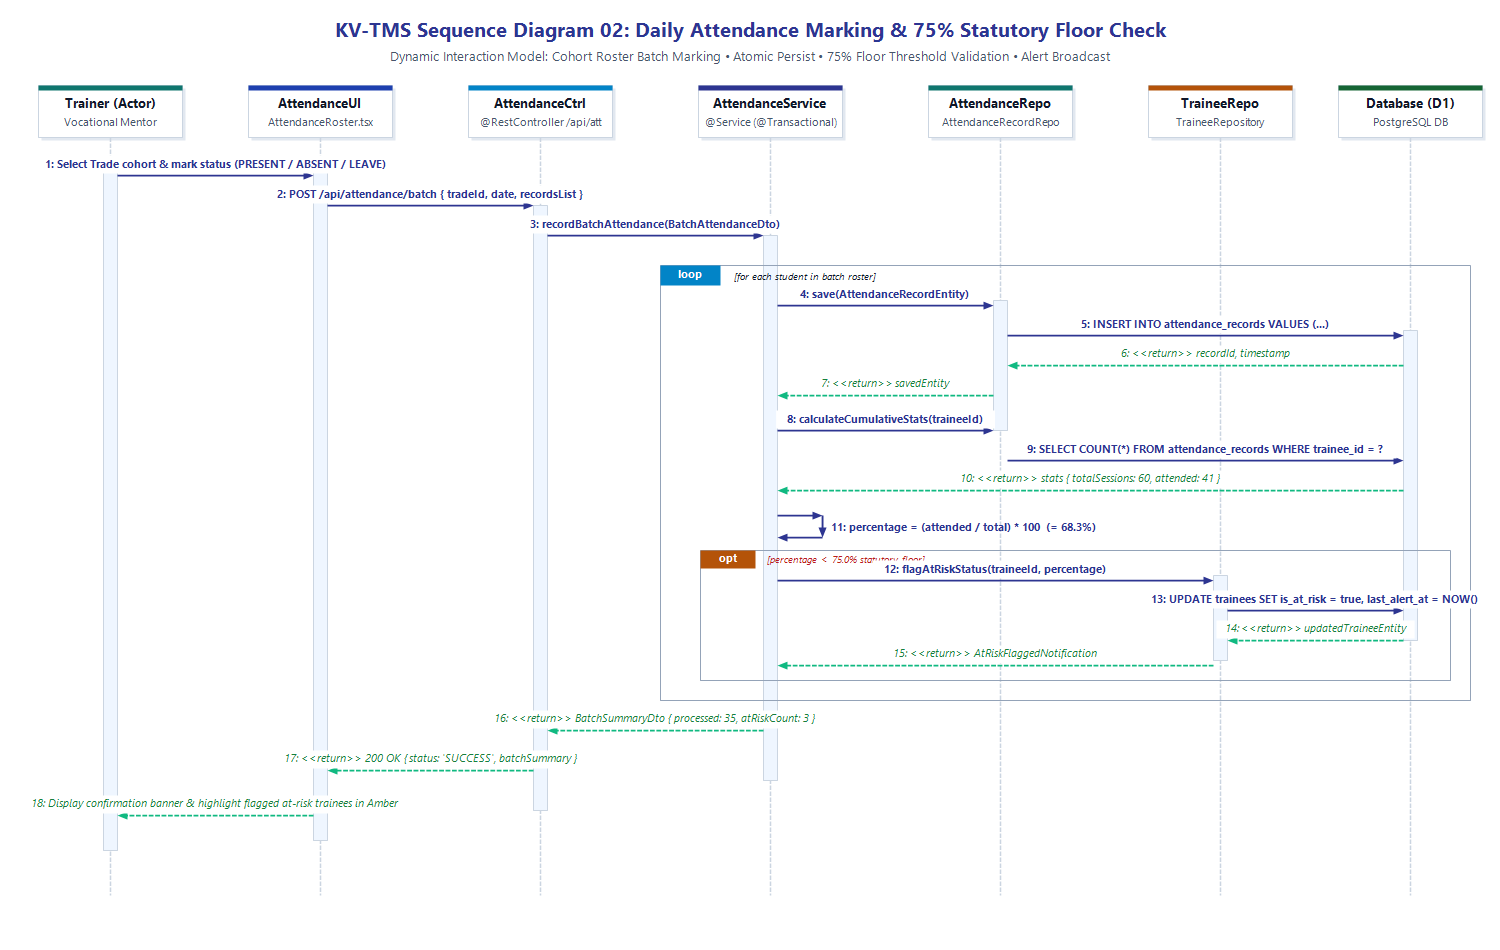 KV-TMS Sequence Diagram 02: Daily Attendance Marking & 75% Statutory Floor Check
Dynamic Interaction Model: Cohort Roster Batch Marking • Atomic Persist • 75% Floor Threshold Validation • Alert Broadcast
Trainer (Actor)
Vocational Mentor
AttendanceUI
AttendanceRoster.tsx
AttendanceCtrl
@RestController /api/att
AttendanceService
@Service (@Transactional)
AttendanceRepo
AttendanceRecordRepo
TraineeRepo
TraineeRepository
Database (D1)
PostgreSQL DB
1: Select Trade cohort & mark status (PRESENT / ABSENT / LEAVE)
2: POST /api/attendance/batch { tradeId, date, recordsList }
3: recordBatchAttendance(BatchAttendanceDto)
loop
[for each student in batch roster]
4: save(AttendanceRecordEntity)
5: INSERT INTO attendance_records VALUES (...)
6: <<return>> recordId, timestamp
7: <<return>> savedEntity
8: calculateCumulativeStats(traineeId)
9: SELECT COUNT(*) FROM attendance_records WHERE trainee_id = ?
10: <<return>> stats { totalSessions: 60, attended: 41 }
11: percentage = (attended / total) * 100 (= 68.3%)
opt
[percentage < 75.0% statutory floor]
12: flagAtRiskStatus(traineeId, percentage)
13: UPDATE trainees SET is_at_risk = true, last_alert_at = NOW()
14: <<return>> updatedTraineeEntity
15: <<return>> AtRiskFlaggedNotification
16: <<return>> BatchSummaryDto { processed: 35, atRiskCount: 3 }
17: <<return>> 200 OK { status: 'SUCCESS', batchSummary }
18: Display confirmation banner & highlight flagged at-risk trainees in Amber